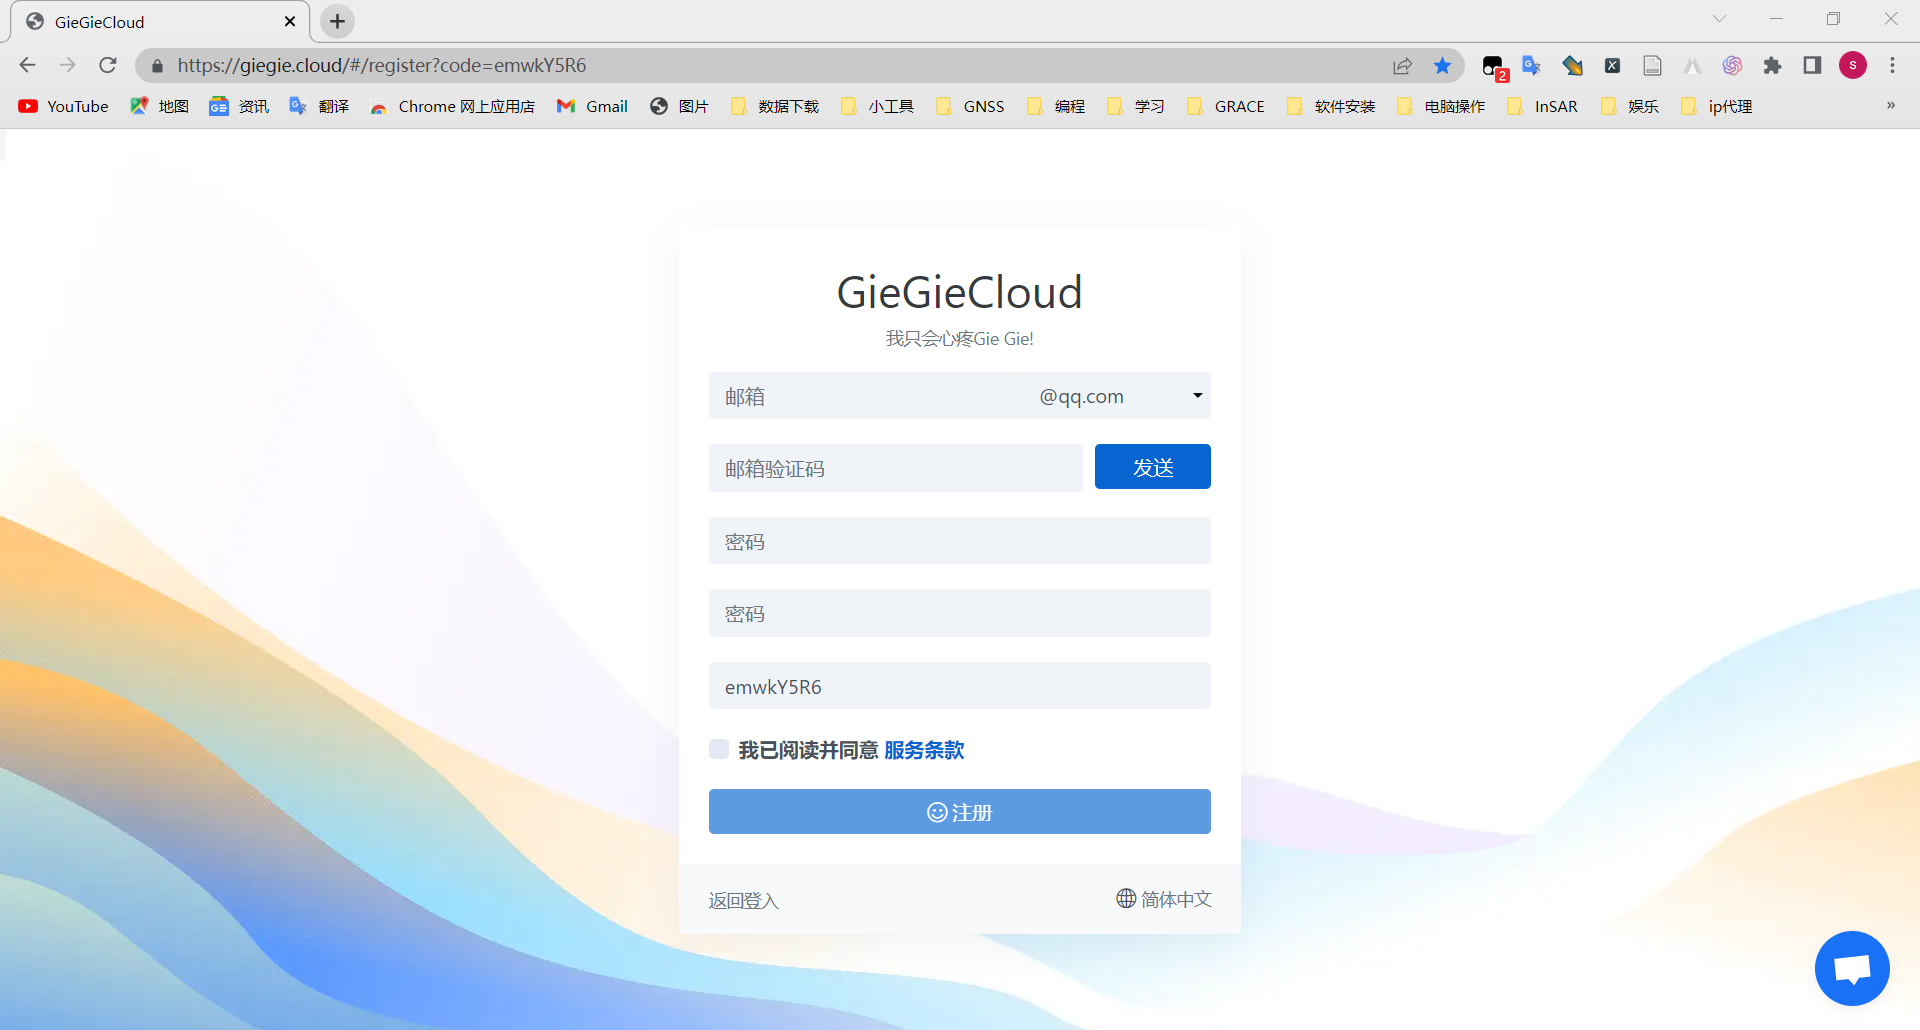 GieGieCloud
https://giegie.cloud/#/register?code=emwkY5R6
2
s
YouTube 地图 资讯 翻译 Chrome 网上应用店 Gmail 图片 数据下载 小工具 GNSS 编程 学习 GRACE 软件安装 电脑操作 InSAR 娱乐 ip代理 »
GieGieCloud
我只会心疼Gie Gie!
邮箱 @qq.com
邮箱验证码 发送
密码
密码
emwkY5R6
我已阅读并同意 服务条款
注册
返回登入 简体中文